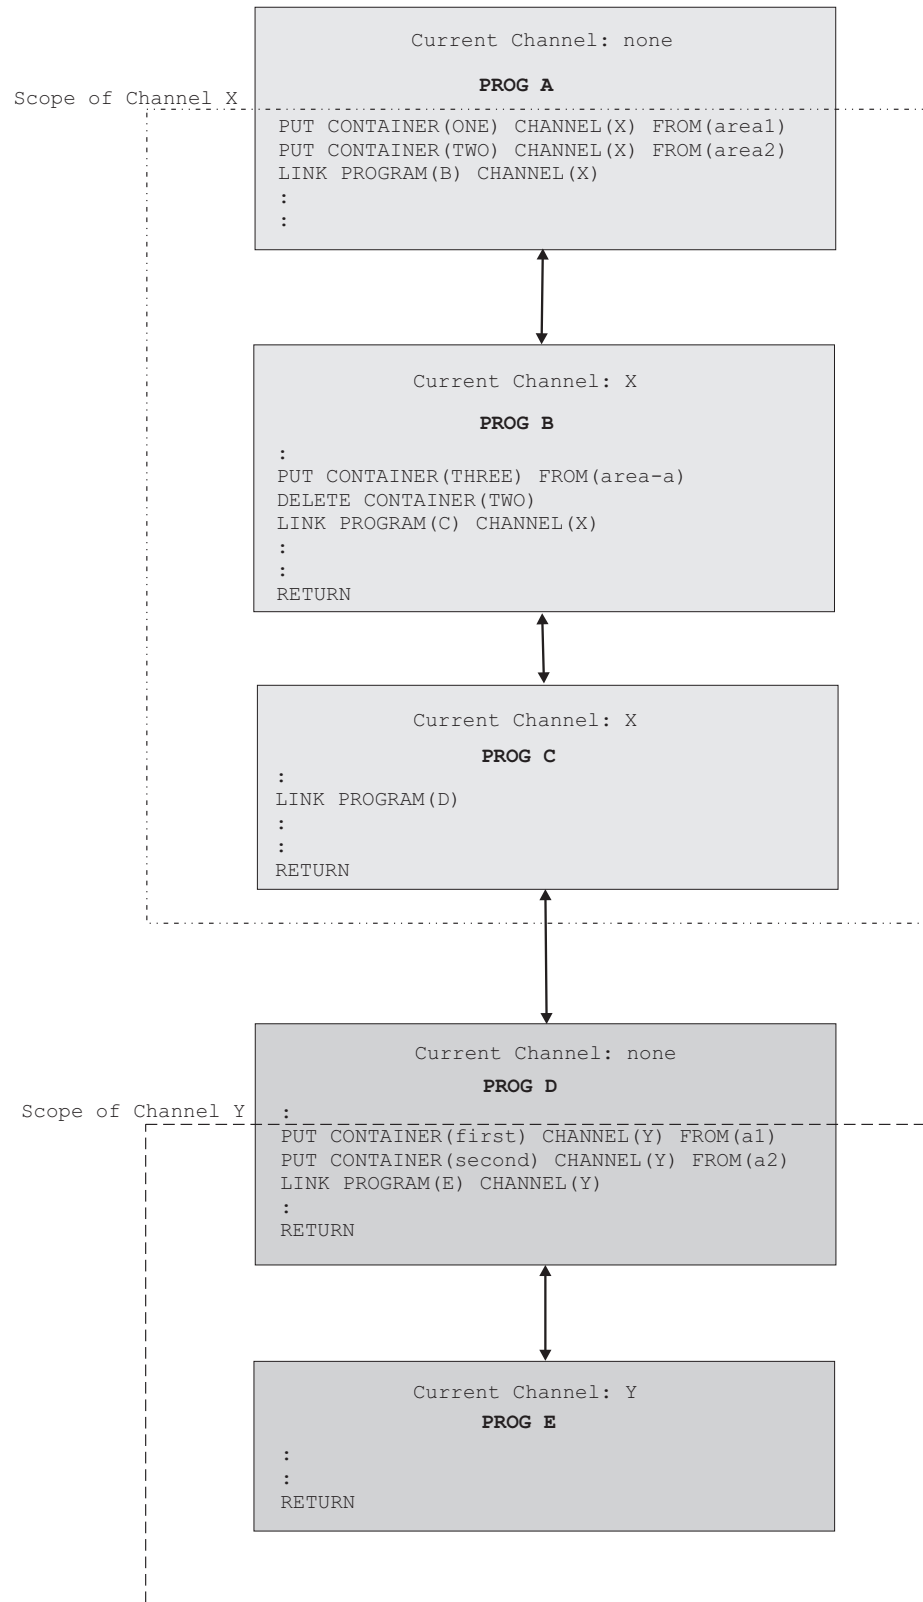 Current Channel: none
PROG A
Scope of Channel X
PUT CONTAINER(ONE) CHANNEL(X) FROM(area1)
PUT CONTAINER(TWO) CHANNEL(X) FROM(area2)
LINK PROGRAM(B) CHANNEL(X)
:
:
Current Channel: X
PROG B
:
PUT CONTAINER(THREE) FROM(area-a)
DELETE CONTAINER(TWO)
LINK PROGRAM(C) CHANNEL(X)
:
:
RETURN
Current Channel: X
PROG C
:
LINK PROGRAM(D)
:
:
RETURN
Current Channel: none
PROG D
Scope of Channel Y
:
PUT CONTAINER(first) CHANNEL(Y) FROM(a1)
PUT CONTAINER(second) CHANNEL(Y) FROM(a2)
LINK PROGRAM(E) CHANNEL(Y)
:
RETURN
Current Channel: Y
PROG E
:
:
RETURN